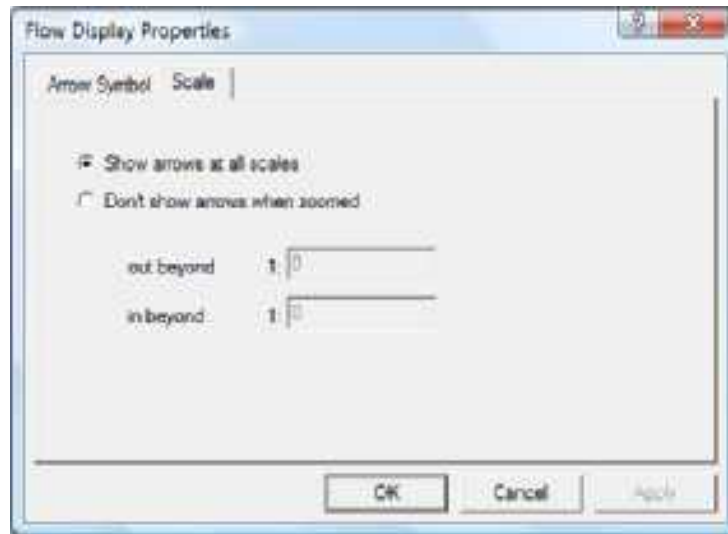 Flow Display Properties
Arrow Symbol Scale
Show arrows at all scales
Don't show arrows when zoomed
out beyond 1: 0
in beyond 1: 0
OK Cancel Apply